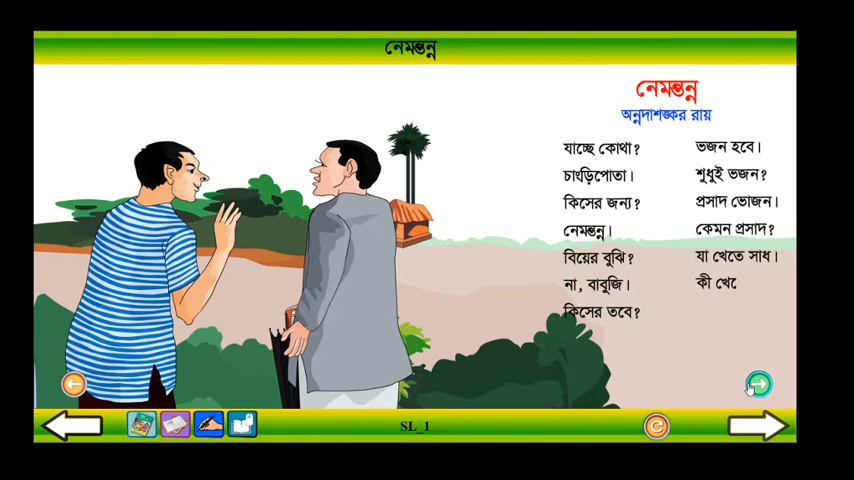 নেমন্তন্ন
নেমন্তন্ন
অন্নদাশঙ্কর রায়
যাচ্ছে কোথা?
চাংড়িপোতা।
কিসের জন্য?
নেমন্তন্ন।
বিয়ের বুঝি?
না, বাবুজি।
কিসের তবে?
ভজন হবে।
শুধুই ভজন?
প্রসাদ ভোজন।
কেমন প্রসাদ?
যা খেতে সাধ।
কী খে
SL_1